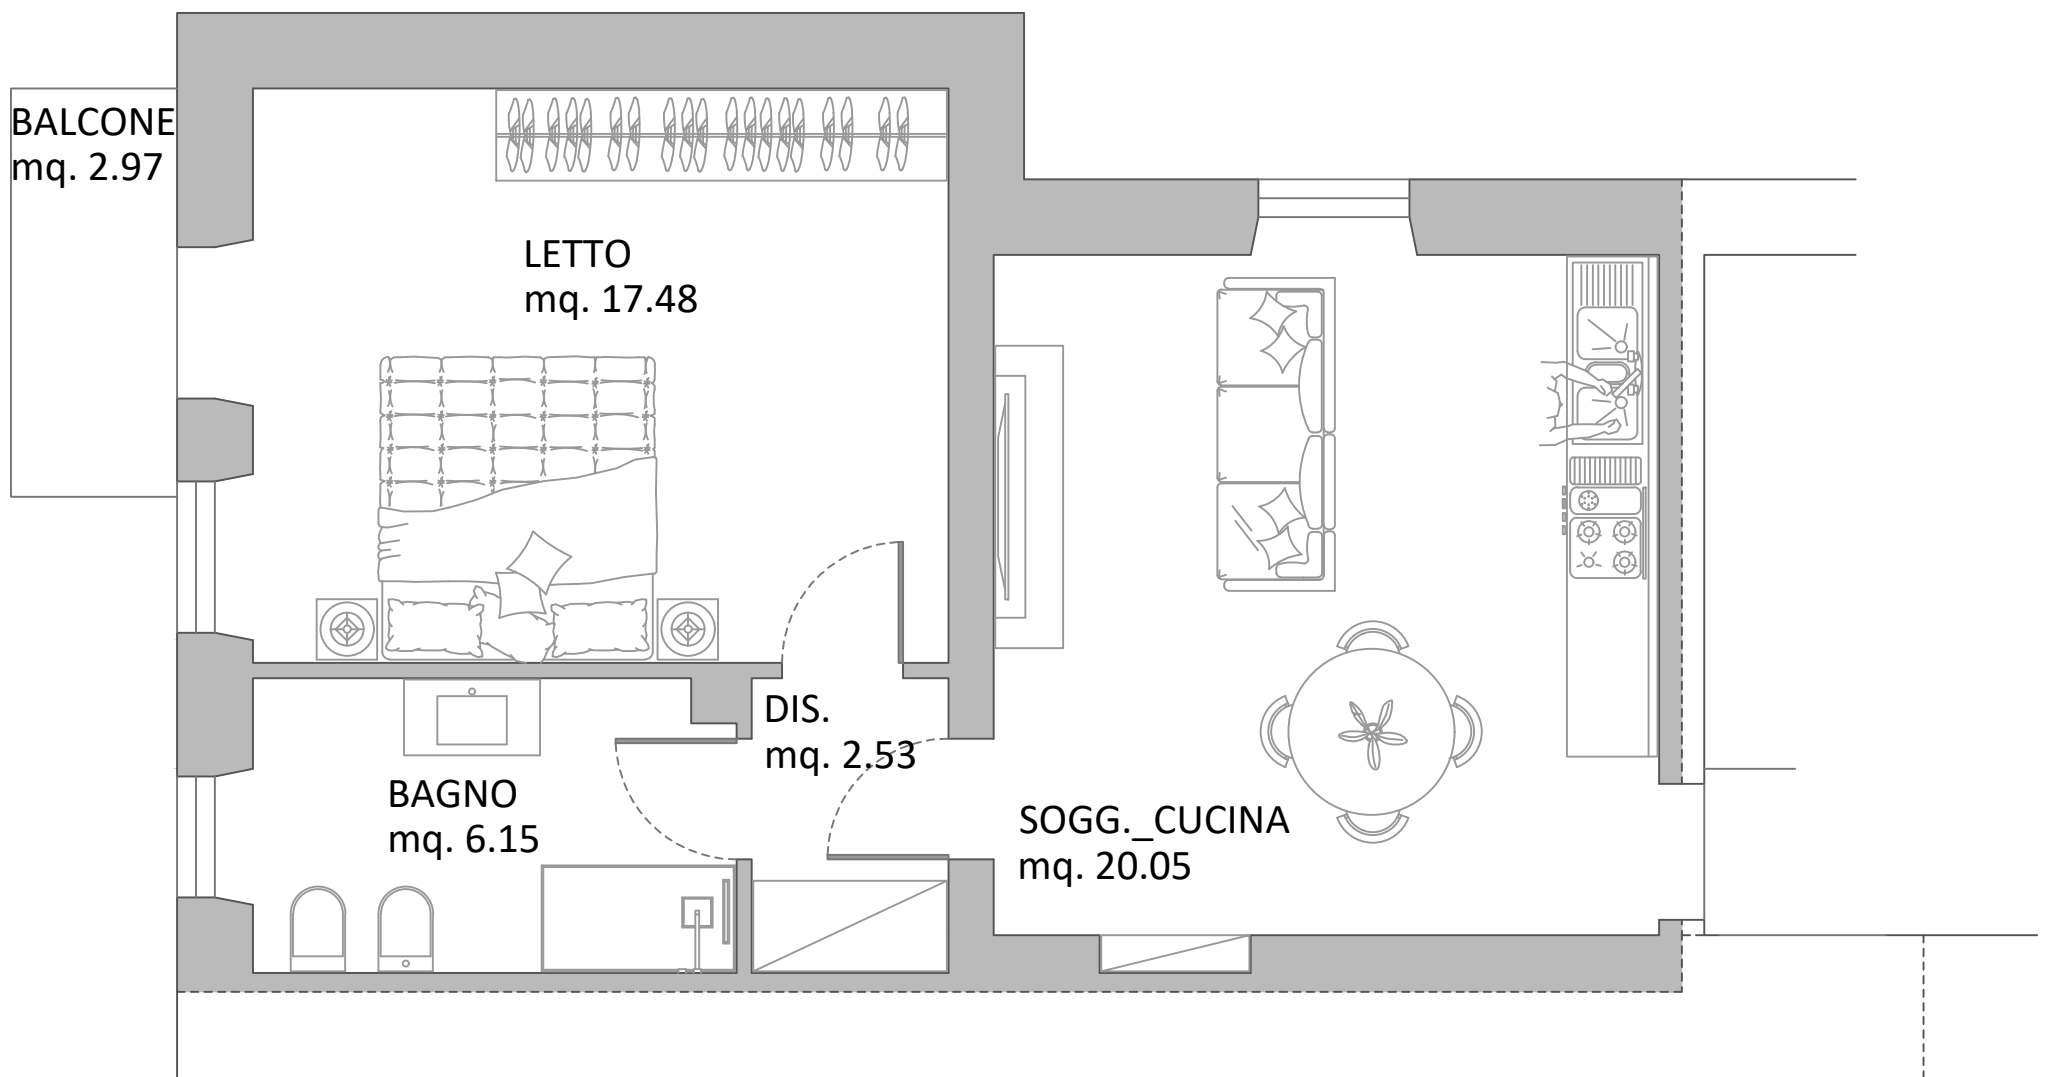 BALCONE
mq. 2.97
LETTO
mq. 17.48
DIS.
mq. 2.53
BAGNO
mq. 6.15
SOGG._CUCINA
mq. 20.05